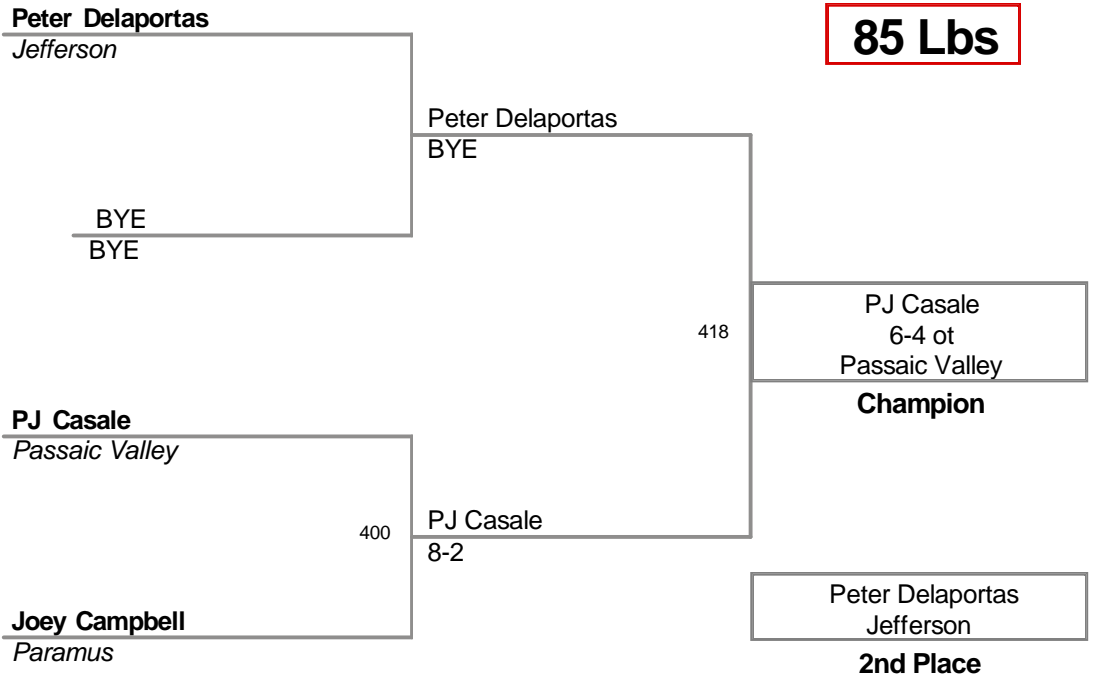 Peter Delaportas
Jefferson
85 Lbs
Peter Delaportas
BYE
BYE
BYE
418
PJ Casale
6-4 ot
Passaic Valley
Champion
PJ Casale
Passaic Valley
400
PJ Casale
8-2
Joey Campbell
Paramus
Peter Delaportas
Jefferson
2nd Place